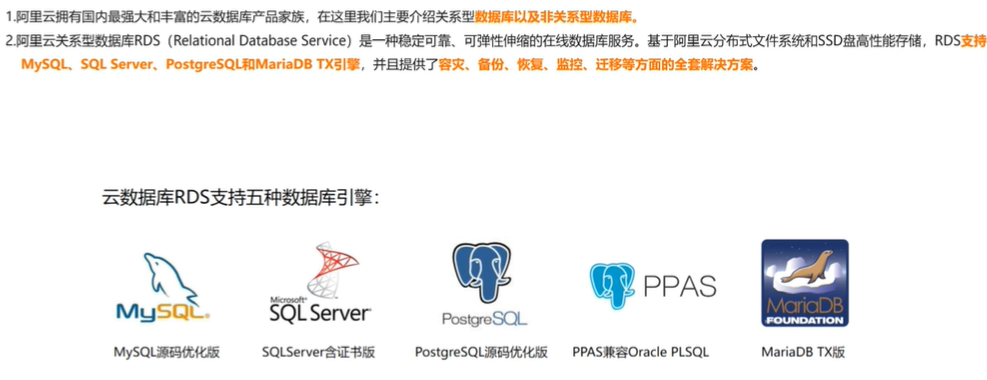 1.阿里云拥有国内最强大和丰富的云数据库产品家族，在这里我们主要介绍关系型数据库以及非关系型数据库。
2.阿里云关系型数据库RDS（Relational Database Service）是一种稳定可靠、可弹性伸缩的在线数据库服务。基于阿里云分布式文件系统和SSD盘高性能存储，RDS支持
MySQL、SQL Server、PostgreSQL和MariaDB TX引擎，并且提供了容灾、备份、恢复、监控、迁移等方面的全套解决方案。
云数据库RDS支持五种数据库引擎：
MySQL®
Microsoft®
SQL Server®
PostgreSQL
PPAS
MariaDB
FOUNDATION
MySQL源码优化版
SQLServer含证书版
PostgreSQL源码优化版
PPAS兼容Oracle PLSQL
MariaDB TX版